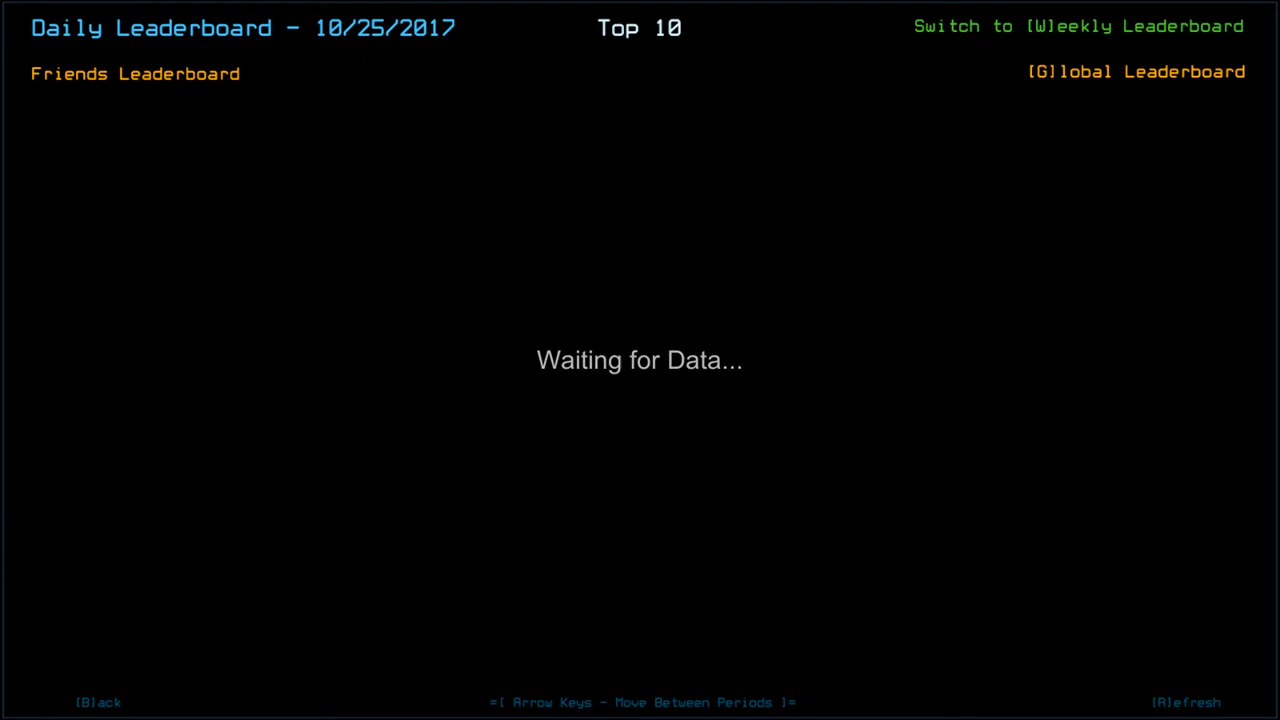 Daily Leaderboard - 10/25/2017 Top 10 Switch to [W]eekly Leaderboard
Friends Leaderboard [G]lobal Leaderboard
Waiting for Data...
[B]ack =[ Arrow Keys - Move Between Periods ]= [R]efresh